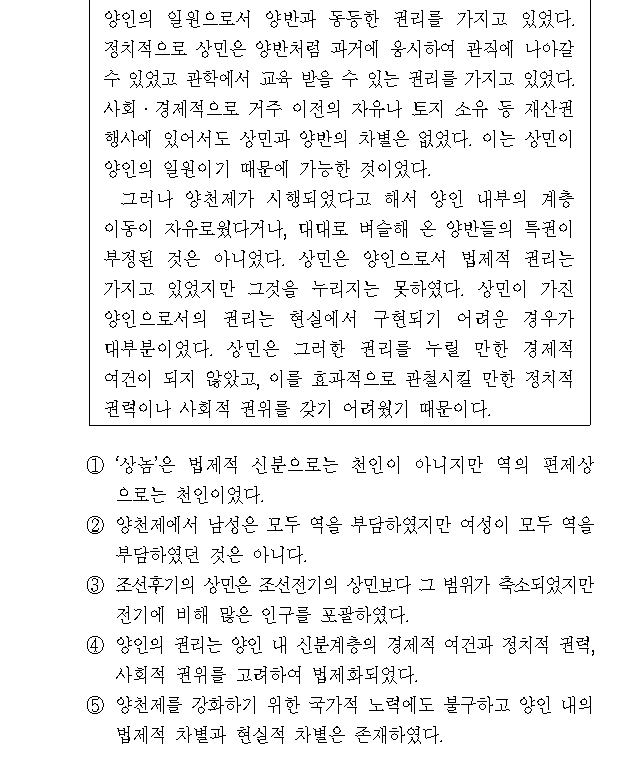 양인의 일원으로서 양반과 동등한 권리를 가지고 있었다.
정치적으로 상민은 양반처럼 과거에 응시하여 관직에 나아갈
수 있었고 관학에서 교육 받을 수 있는 권리를 가지고 있었다.
사회·경제적으로 거주 이전의 자유나 토지 소유 등 재산권
행사에 있어서도 상민과 양반의 차별은 없었다. 이는 상민이
양인의 일원이기 때문에 가능한 것이었다.
그러나 양천제가 시행되었다고 해서 양인 내부의 계층
이동이 자유로웠다거나, 대대로 벼슬해 온 양반들의 특권이
부정된 것은 아니었다. 상민은 양인으로서 법제적 권리는
가지고 있었지만 그것을 누리지는 못하였다. 상민이 가진
양인으로서의 권리는 현실에서 구현되기 어려운 경우가
대부분이었다. 상민은 그러한 권리를 누릴 만한 경제적
여건이 되지 않았고, 이를 효과적으로 관철시킬 만한 정치적
권력이나 사회적 권위를 갖기 어려웠기 때문이다.
① ‘상놈’은 법제적 신분으로는 천인이 아니지만 역의 편제상
으로는 천인이었다.
② 양천제에서 남성은 모두 역을 부담하였지만 여성이 모두 역을
부담하였던 것은 아니다.
③ 조선후기의 상민은 조선전기의 상민보다 그 범위가 축소되었지만
전기에 비해 많은 인구를 포괄하였다.
④ 양인의 권리는 양인 내 신분계층의 경제적 여건과 정치적 권력,
사회적 권위를 고려하여 법제화되었다.
⑤ 양천제를 강화하기 위한 국가적 노력에도 불구하고 양인 내의
법제적 차별과 현실적 차별은 존재하였다.